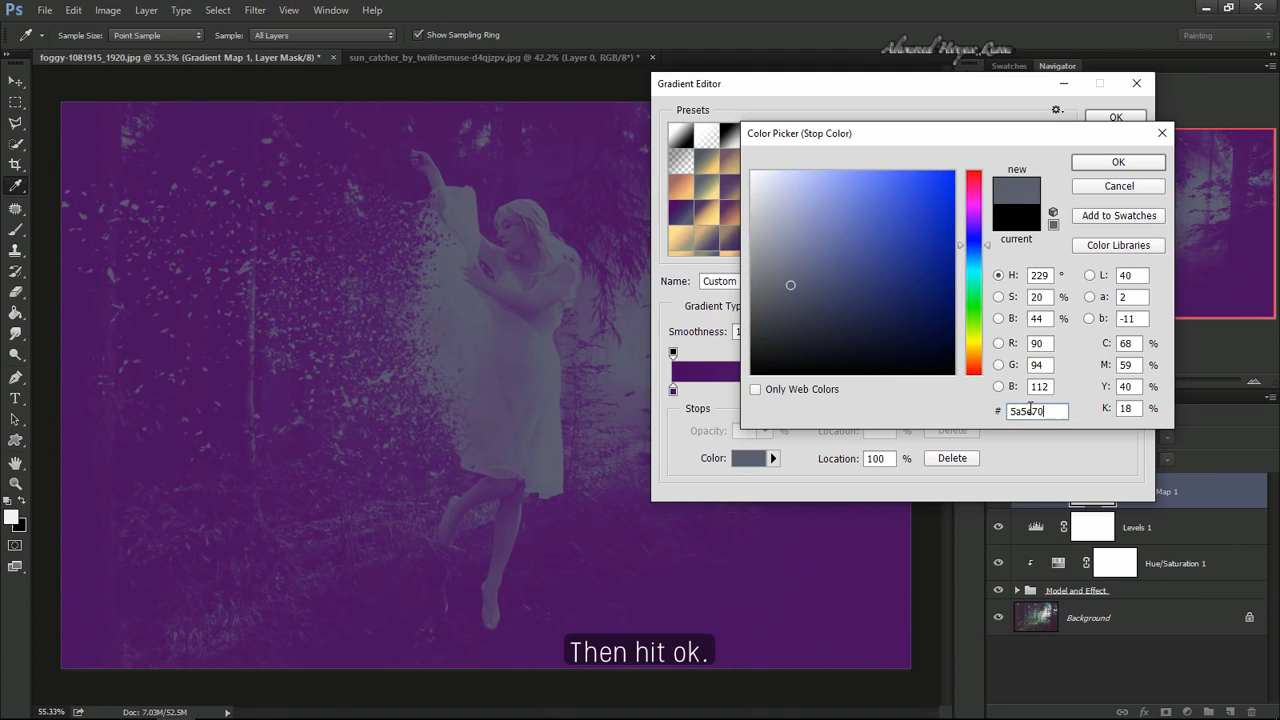 Ps File Edit Image Layer Type Select Filter View Window Help
Sample Size: Point Sample Sample: All Layers Show Sampling Ring Painting
foggy-1081915_1920.jpg @ 55.3% (Gradient Map 1, Layer Mask/8) * × sun_catcher_by_twilitesmuse-d4qjzpv.jpg @ 42.2% (Layer 0, RGB/8*) * ×
Swatches Navigator
Gradient Editor
Presets
OK
Color Picker (Stop Color)
new
OK
Cancel
Add to Swatches
current
Color Libraries
Name: Custom
H: 229 ° L: 40
S: 20 % a: 2
B: 44 % b: -11
R: 90 C: 68 %
G: 94 M: 59 %
B: 112 Y: 40 %
# 5a5e70 K: 18 %
Only Web Colors
Smoothness: 1
Stops
Opacity: % Location: % Delete
Color: Location: 100 % Delete
Map 1
Levels 1
Hue/Saturation 1
Model and Effect
Background
Then hit ok.
55.33% Doc: 7.03M/52.5M